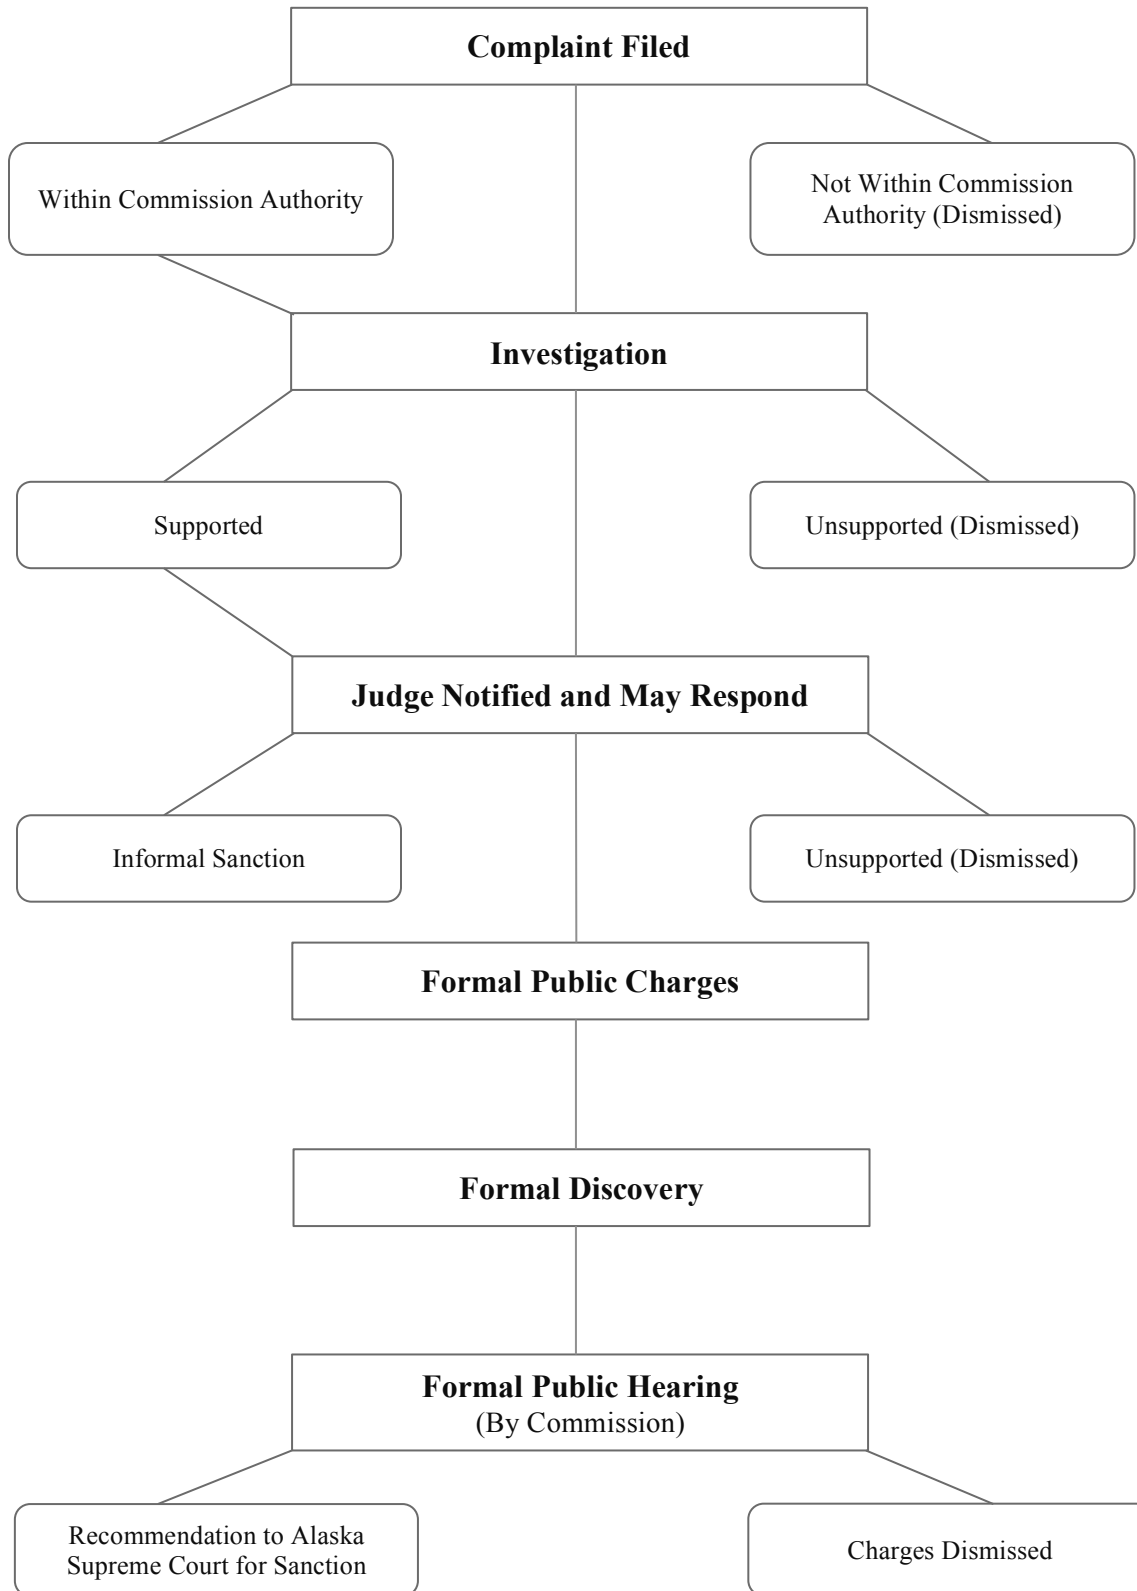 Complaint Filed
Within Commission Authority
Not Within Commission
Authority (Dismissed)
Investigation
Supported
Unsupported (Dismissed)
Judge Notified and May Respond
Informal Sanction
Unsupported (Dismissed)
Formal Public Charges
Formal Discovery
Formal Public Hearing
(By Commission)
Recommendation to Alaska
Supreme Court for Sanction
Charges Dismissed